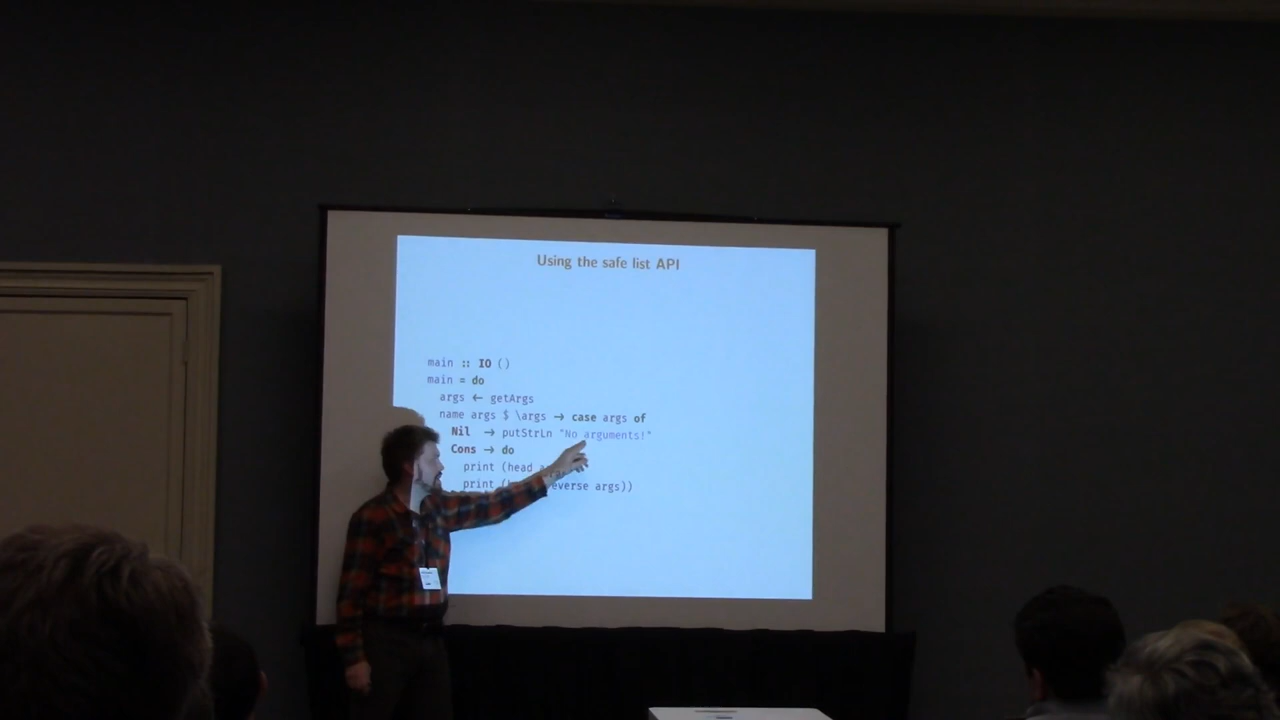 Using the safe list API
main :: IO ()
main = do
args ← getArgs
name args $ \args → case args of
Nil → putStrLn "No arguments!"
Cons → do
print (head
print ( everse args))